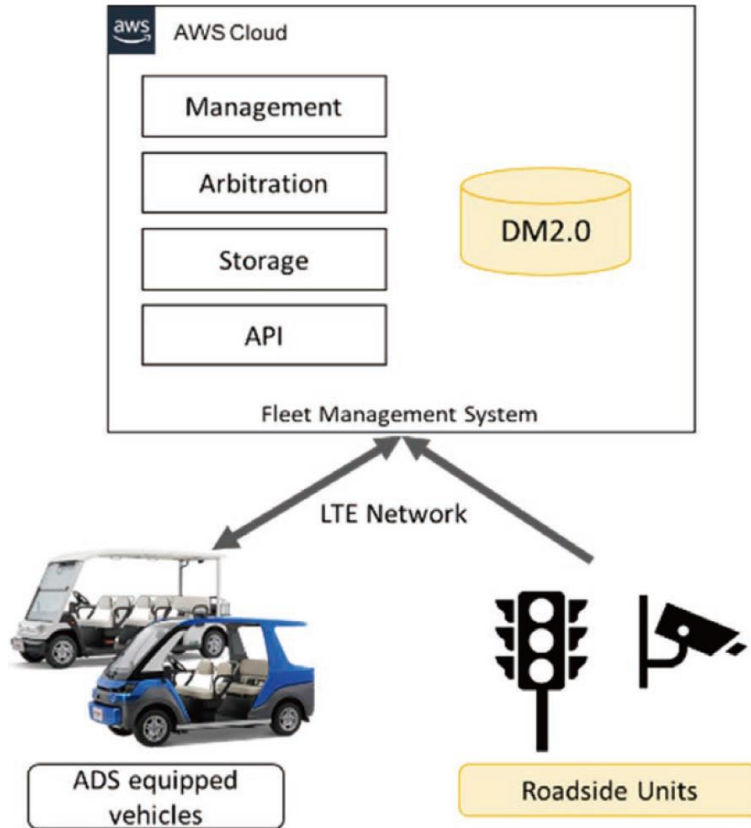 aws
AWS Cloud
Management
Arbitration
Storage
API
DM2.0
Fleet Management System
LTE Network
ADS equipped
vehicles
Roadside Units